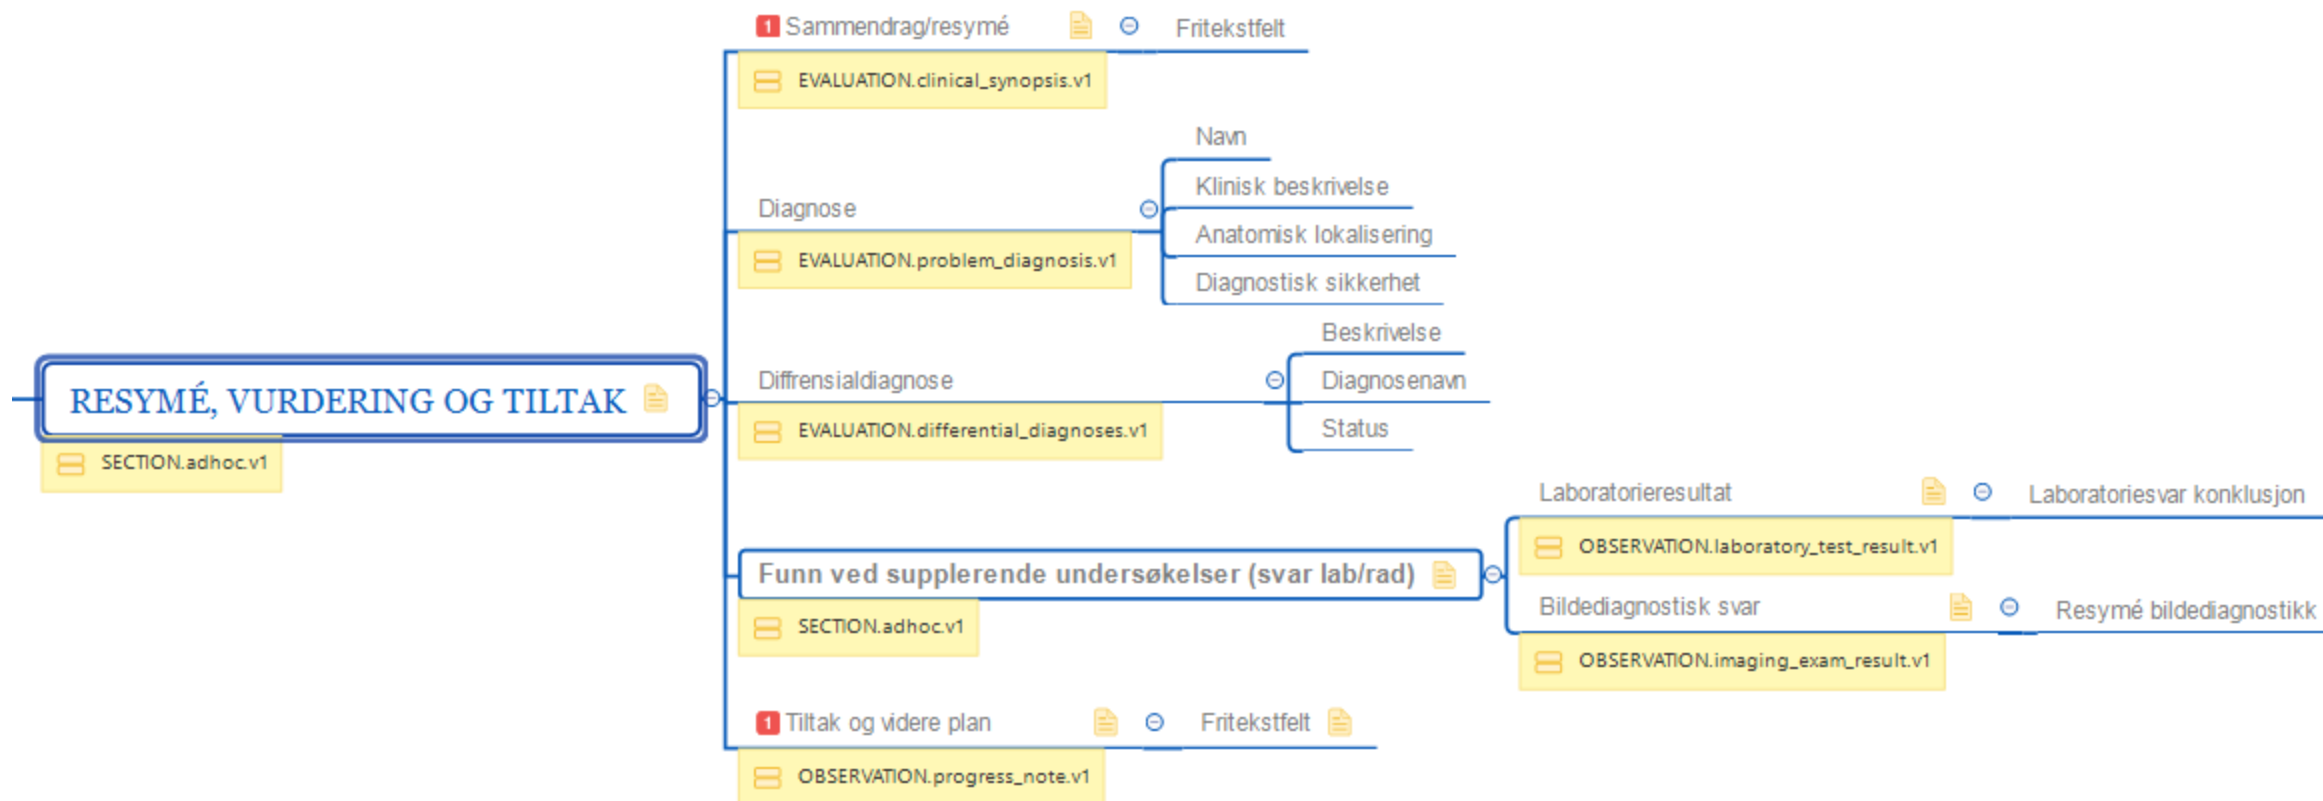 1 Sammendrag/resymé
Fritekstfelt
EVALUATION.clinical_synopsis.v1
Navn
Klinisk beskrivelse
Diagnose
Anatomisk lokalisering
EVALUATION.problem_diagnosis.v1
Diagnostisk sikkerhet
Beskrivelse
Diffrensialdiagnose
Diagnosenavn
EVALUATION.differential_diagnoses.v1
Status
RESYMÉ, VURDERING OG TILTAK
SECTION.adhoc.v1
Laboratorieresultat
Laboratoriesvar konklusjon
OBSERVATION.laboratory_test_result.v1
Funn ved supplerende undersøkelser (svar lab/rad)
SECTION.adhoc.v1
Bildediagnostisk svar
Resymé bildediagnostikk
OBSERVATION.imaging_exam_result.v1
1 Tiltak og videre plan
Fritekstfelt
OBSERVATION.progress_note.v1